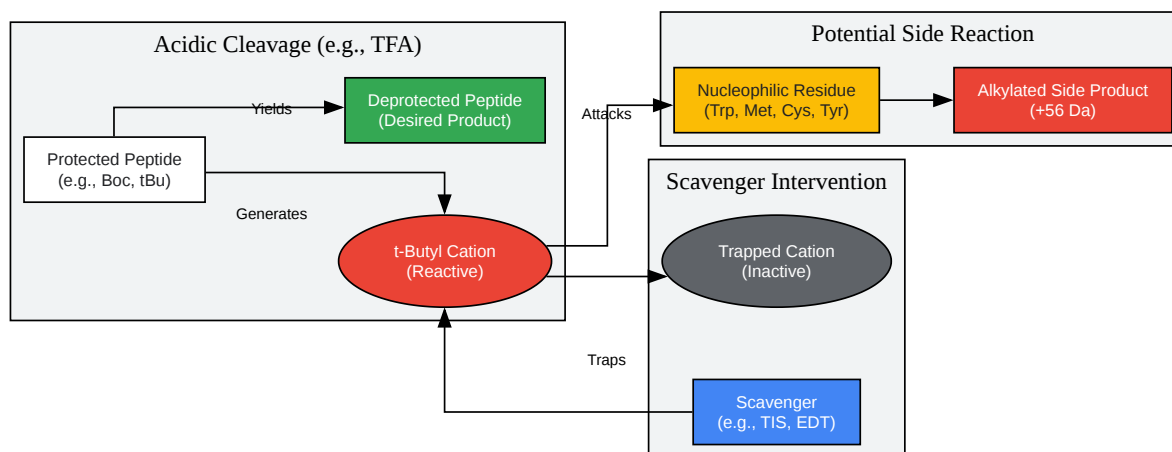 Acidic Cleavage (e.g., TFA)
Protected Peptide
(e.g., Boc, tBu)
Yields
Deprotected Peptide
(Desired Product)
Generates
t-Butyl Cation
(Reactive)
Attacks
Potential Side Reaction
Nucleophilic Residue
(Trp, Met, Cys, Tyr)
Alkylated Side Product
(+56 Da)
Scavenger Intervention
Trapped Cation
(Inactive)
Traps
Scavenger
(e.g., TIS, EDT)